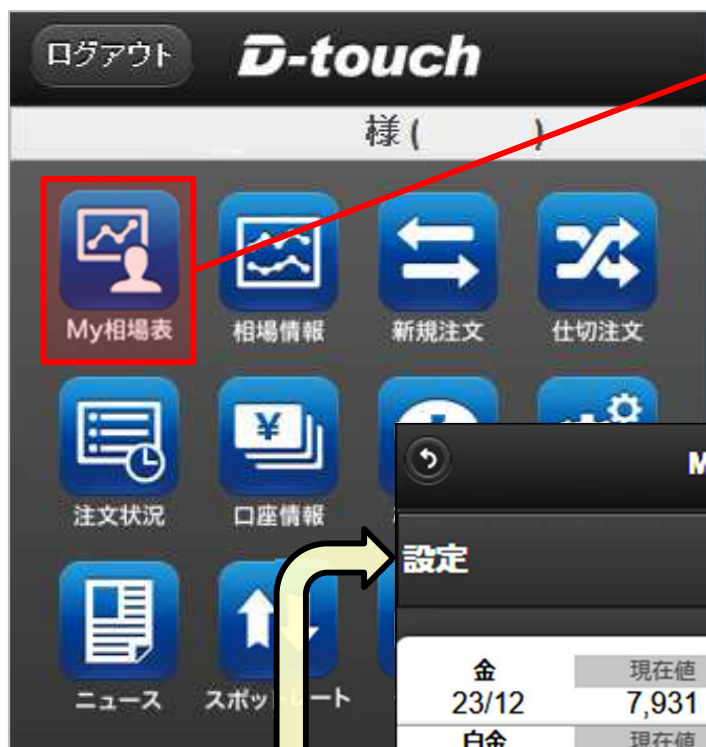 ログアウト D-touch
様 ( )
My相場表 相場情報 新規注文 仕切注文
注文状況 口座情報
ニュース スポットレート
M
設定
金 現在値
23/12 7,931
白金 現在値